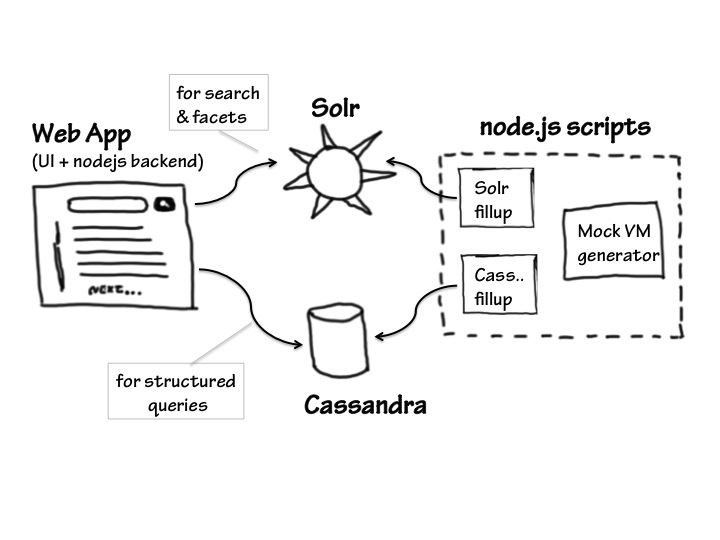 for search
& facets
Solr
Web App
(UI + nodejs backend)
node.js scripts
Solr
fillup
Mock VM
generator
Cass..
fillup
NEXT...
for structured
queries
Cassandra